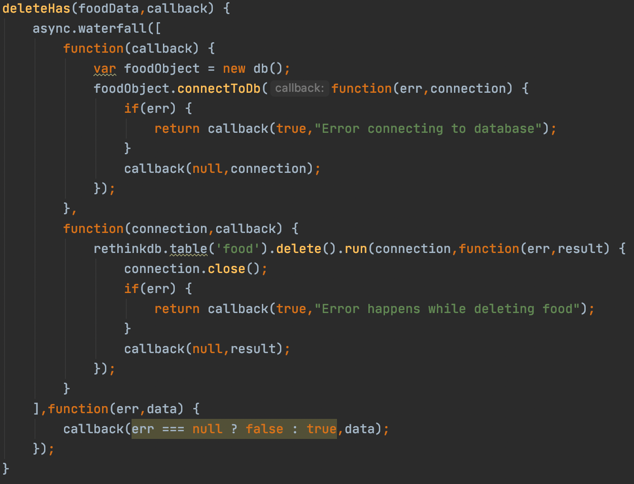 deleteHas(foodData,callback) {
    async.waterfall([
        function(callback) {
            var foodObject = new db();
            foodObject.connectToDb( callback: function(err,connection) {
                if(err) {
                    return callback(true,"Error connecting to database");
                }
                callback(null,connection);
            });
        },
        function(connection,callback) {
            rethinkdb.table('food').delete().run(connection,function(err,result) {
                connection.close();
                if(err) {
                    return callback(true,"Error happens while deleting food");
                }
                callback(null,result);
            });
        }
    ],function(err,data) {
        callback(err === null ? false : true,data);
    });
}